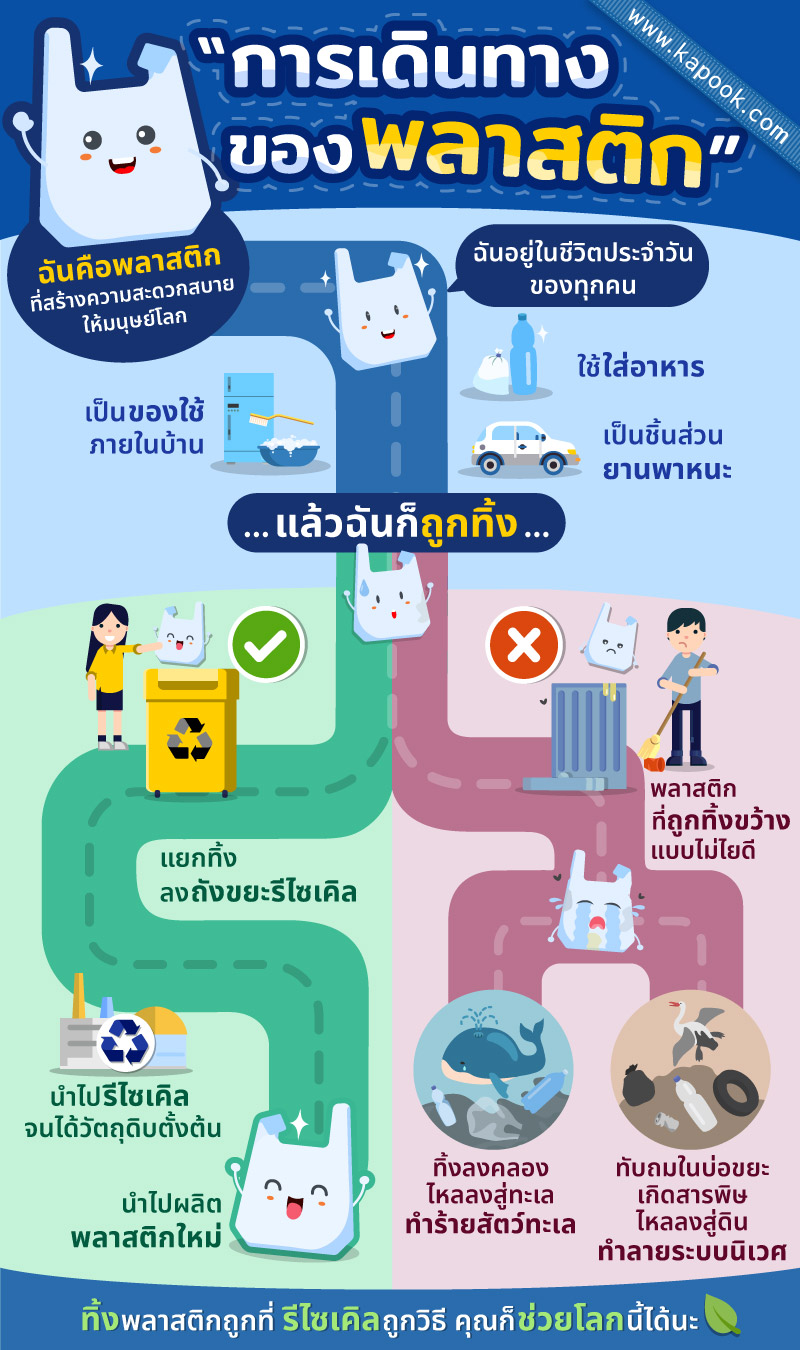 www.kapook.com
"การเดินทาง
ของพลาสติก"
ฉันคือพลาสติก
ที่สร้างความสะดวกสบาย
ให้มนุษย์โลก
ฉันอยู่ในชีวิตประจำวัน
ของทุกคน
ใช้ใส่อาหาร
เป็นของใช้
ภายในบ้าน
เป็นชิ้นส่วน
ยานพาหนะ
... แล้วฉันก็ถูกทิ้ง ...
พลาสติก
ที่ถูกทิ้งขว้าง
แบบไม่ไยดี
แยกทิ้ง
ลงถังขยะรีไซเคิล
นำไปรีไซเคิล
จนได้วัตถุดิบตั้งต้น
นำไปผลิต
พลาสติกใหม่
ทิ้งลงคลอง
ไหลลงสู่ทะเล
ทำร้ายสัตว์ทะเล
ทับถมในบ่อขยะ
เกิดสารพิษ
ไหลลงสู่ดิน
ทำลายระบบนิเวศ
ทิ้งพลาสติกถูกที่ รีไซเคิลถูกวิธี คุณก็ช่วยโลกนี้ได้นะ